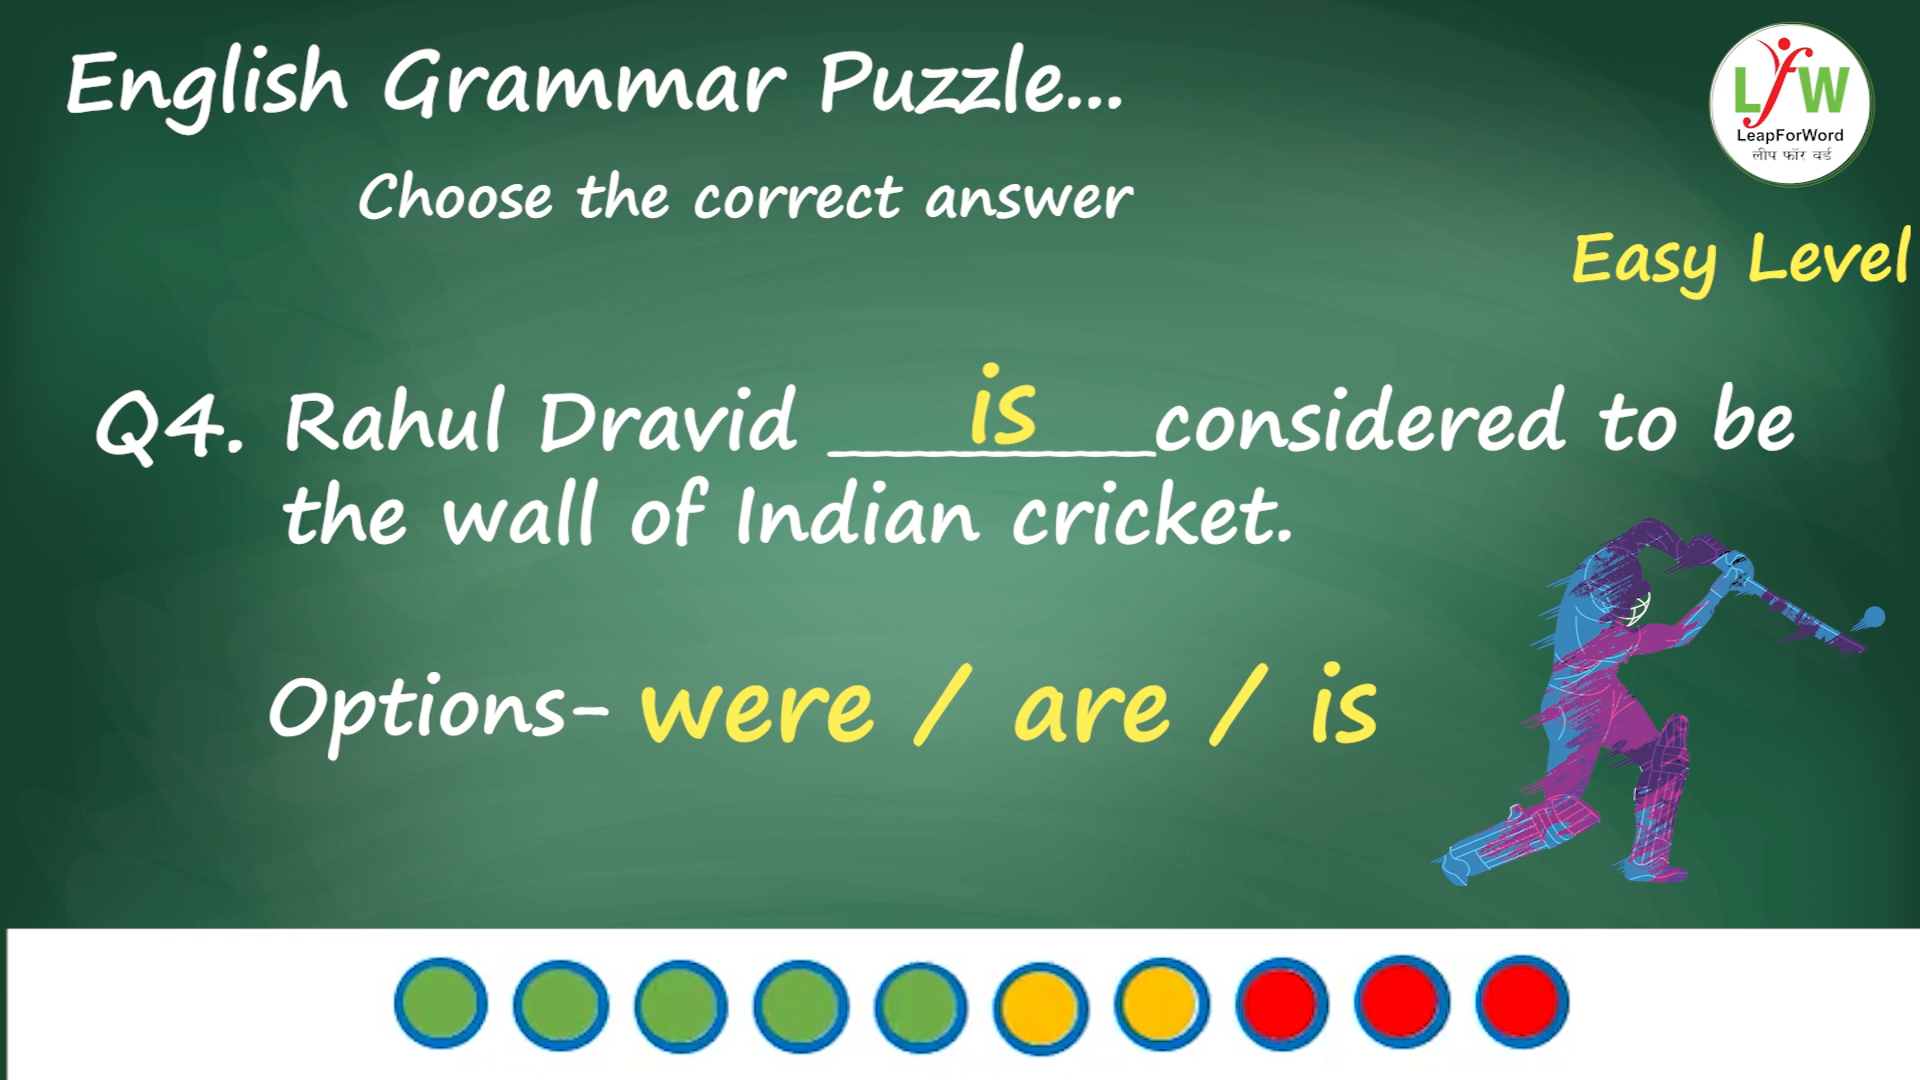 English Grammar Puzzle...
LfW
LeapForWord
लीप फॉर वर्ड
Choose the correct answer
Easy Level
Q4. Rahul Dravid ________is________considered to be
the wall of Indian cricket.
Options- were / are / is